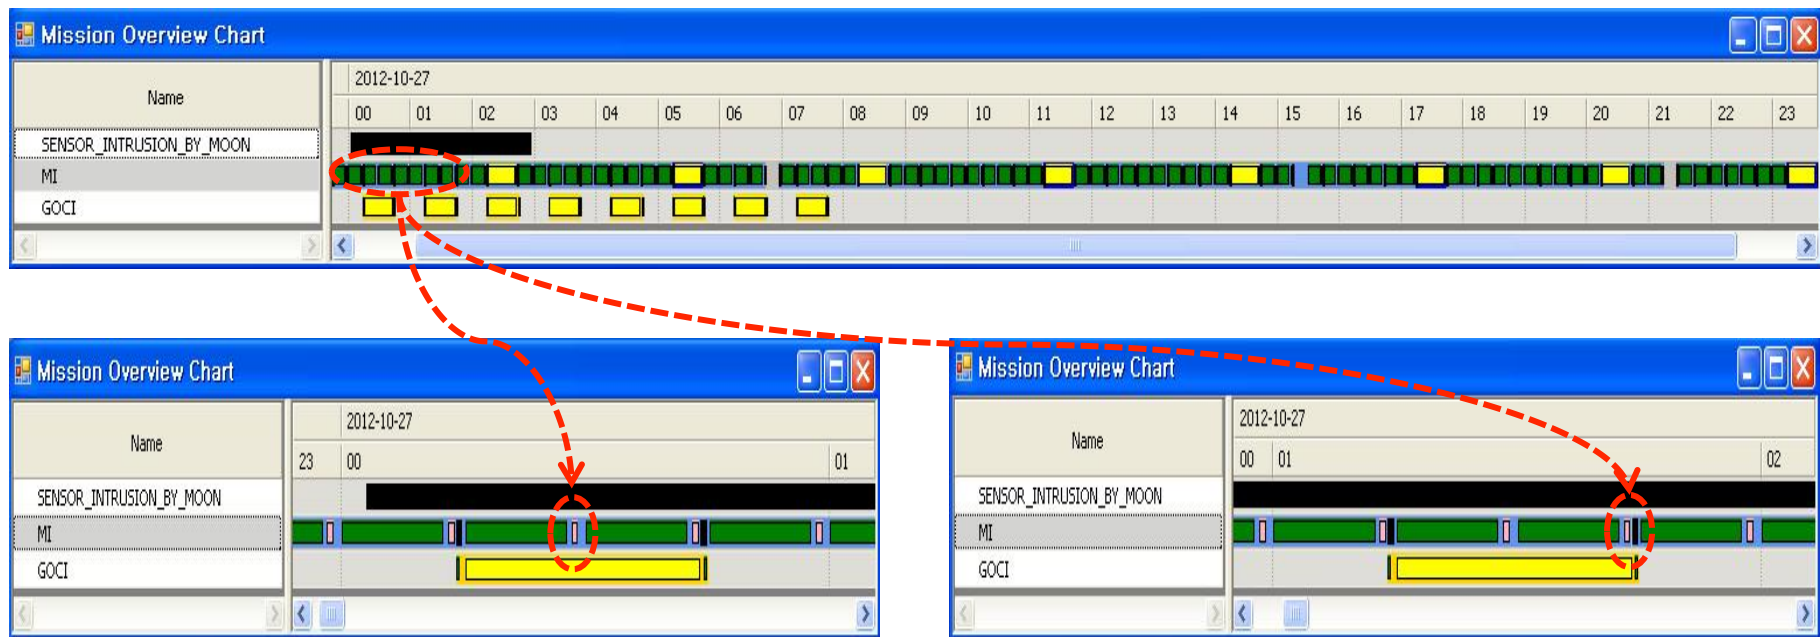 Mission Overview Chart
Name
2012-10-27
00 01 02 03 04 05 06 07 08 09 10 11 12 13 14 15 16 17 18 19 20 21 22 23
SENSOR_INTRUSION_BY_MOON
MI
GOCI
Mission Overview Chart
Name
2012-10-27
23 00 01
SENSOR_INTRUSION_BY_MOON
MI
GOCI
Mission Overview Chart
Name
2012-10-27
00 01 02
SENSOR_INTRUSION_BY_MOON
MI
GOCI